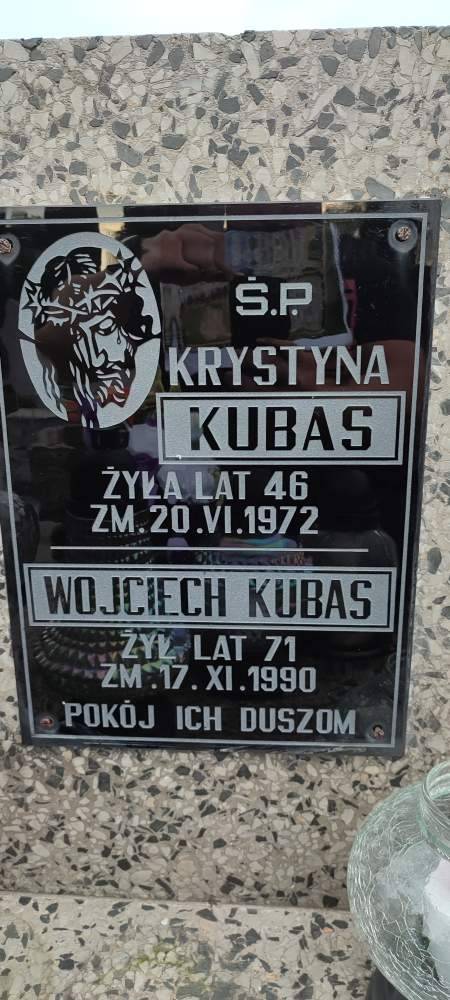 Ś.P.
KRYSTYNA
KUBAS
ŻYŁA LAT 46
ZM. 20.VI.1972
WOJCIECH KUBAS
ŻYŁ LAT 71
ZM.17.XI.1990
POKÓJ ICH DUSZOM